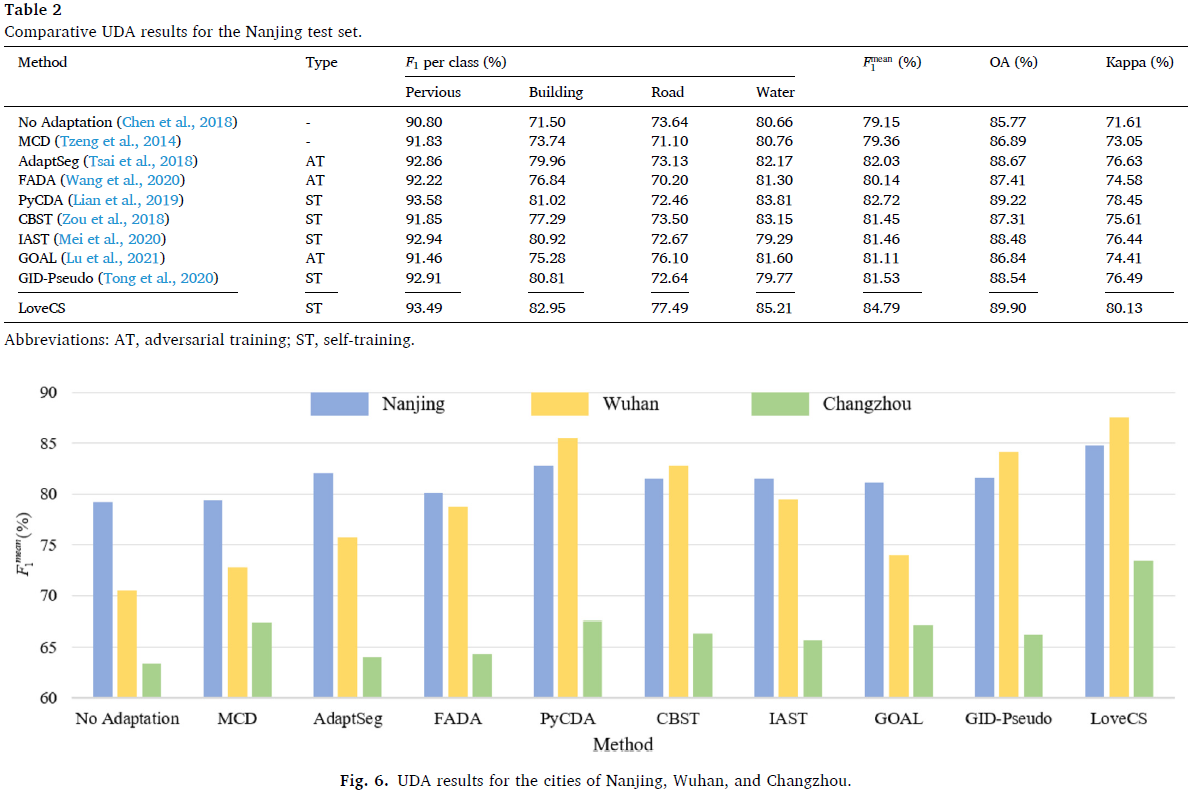 Table 2
Comparative UDA results for the Nanjing test set.
Method Type F1 per class (%) F1mean (%) OA (%) Kappa (%)
Pervious Building Road Water
No Adaptation (Chen et al., 2018) - 90.80 71.50 73.64 80.66 79.15 85.77 71.61
MCD (Tzeng et al., 2014) - 91.83 73.74 71.10 80.76 79.36 86.89 73.05
AdaptSeg (Tsai et al., 2018) AT 92.86 79.96 73.13 82.17 82.03 88.67 76.63
FADA (Wang et al., 2020) AT 92.22 76.84 70.20 81.30 80.14 87.41 74.58
PyCDA (Lian et al., 2019) ST 93.58 81.02 72.46 83.81 82.72 89.22 78.45
CBST (Zou et al., 2018) ST 91.85 77.29 73.50 83.15 81.45 87.31 75.61
IAST (Mei et al., 2020) ST 92.94 80.92 72.67 79.29 81.46 88.48 76.44
GOAL (Lu et al., 2021) AT 91.46 75.28 76.10 81.60 81.11 86.84 74.41
GID-Pseudo (Tong et al., 2020) ST 92.91 80.81 72.64 79.77 81.53 88.54 76.49
LoveCS ST 93.49 82.95 77.49 85.21 84.79 89.90 80.13
Abbreviations: AT, adversarial training; ST, self-training.
Nanjing Wuhan Changzhou
90
85
80
75
70
65
60
F1mean(%)
No Adaptation MCD AdaptSeg FADA PyCDA CBST IAST GOAL GID-Pseudo LoveCS
Method
Fig. 6. UDA results for the cities of Nanjing, Wuhan, and Changzhou.